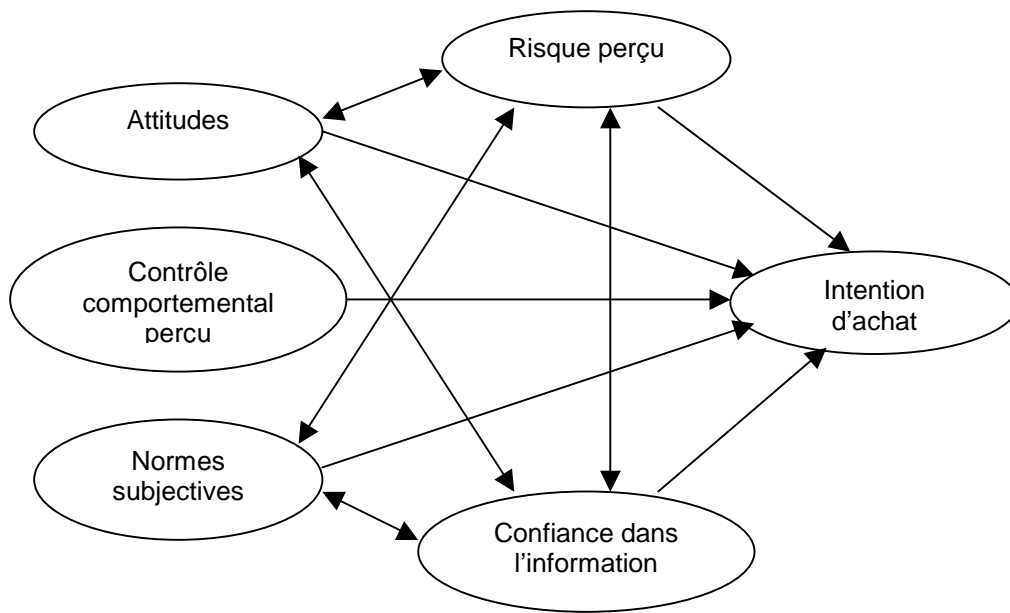 Risque perçu
Attitudes
Contrôle
comportemental
perçu
Intention
d’achat
Normes
subjectives
Confiance dans
l’information